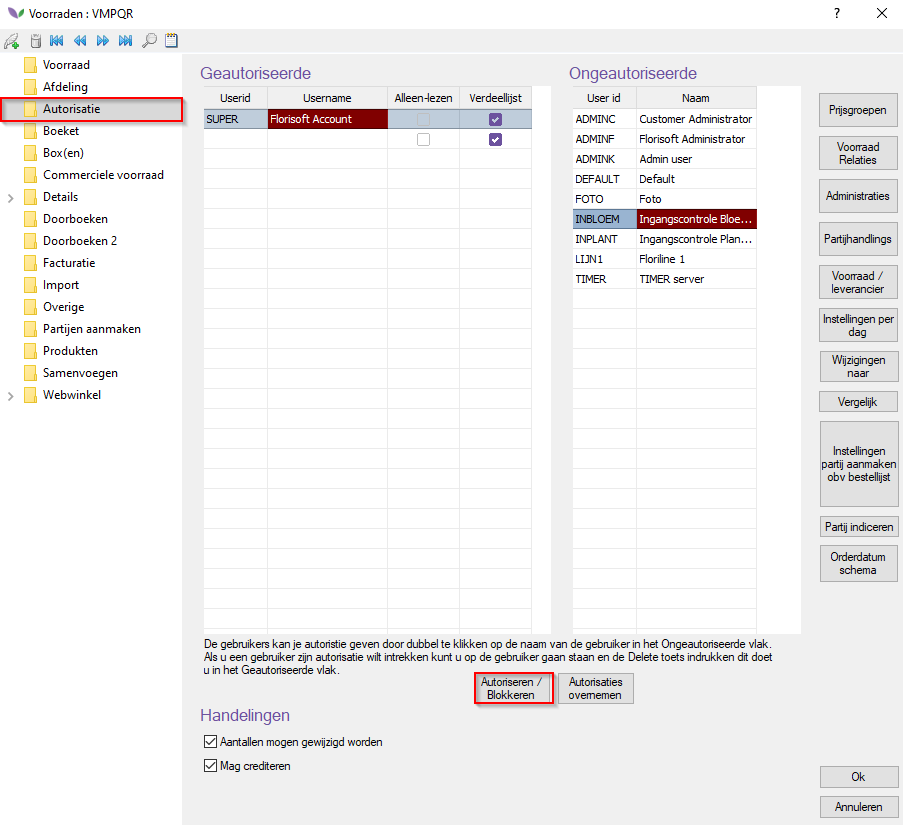 Voorraden : VMPQR
?
Voorraad
Afdeling
Autorisatie
Boeket
Box(en)
Commerciele voorraad
Details
Doorboeken
Doorboeken 2
Facturatie
Import
Overige
Partijen aanmaken
Produkten
Samenvoegen
Webwinkel
Geautoriseerde
Userid Username Alleen-lezen Verdeellijst
SUPER Florisoft Account
Ongeautoriseerde
User id Naam
ADMINC Customer Administrator
ADMINF Florisoft Administrator
ADMINK Admin user
DEFAULT Default
FOTO Foto
INBLOEM Ingangscontrole Bloe...
INPLANT Ingangscontrole Plan...
LIJN1 Floriline 1
TIMER TIMER server
De gebruikers kan je autoristie geven door dubbel te klikken op de naam van de gebruiker in het Ongeautoriseerde vlak.
Als u een gebruiker zijn autorisatie wilt intrekken kunt u op de gebruiker gaan staan en de Delete toets indrukken dit doet
u in het Geautoriseerde vlak.
Autoriseren /
Blokkeren
Autorisaties
overnemen
Handelingen
Aantallen mogen gewijzigd worden
Mag crediteren
Prijsgroepen
Voorraad
Relaties
Administraties
Partijhandlings
Voorraad /
leverancier
Instellingen per
dag
Wijzigingen
naar
Vergelijk
Instellingen
partij aanmaken
obv bestellijst
Partij indiceren
Orderdatum
schema
Ok
Annuleren